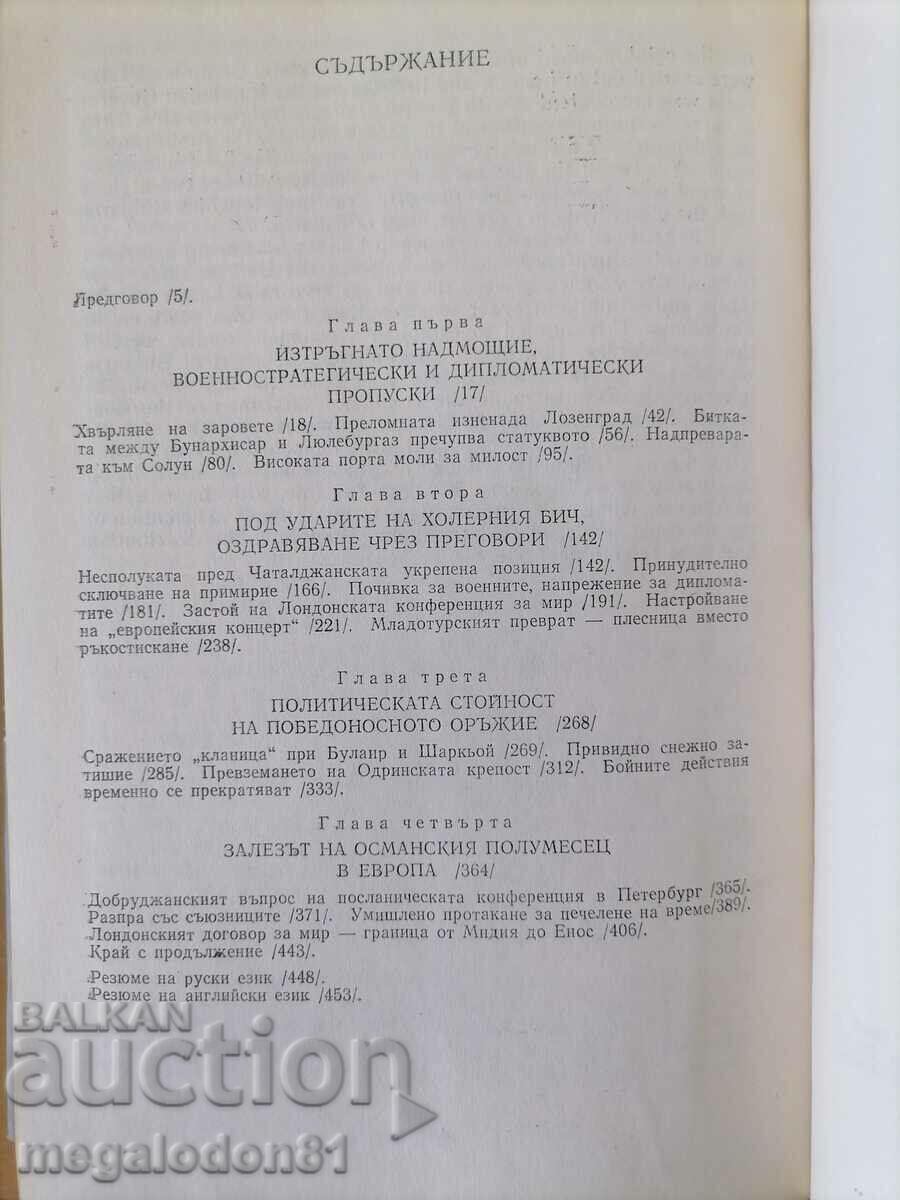 СЪДЪРЖАНИЕ
Предговор /5/.
Глава първа
ИЗТРЪГНАТО НАДМОЩИЕ,
ВОЕННОСТРАТЕГИЧЕСКИ И ДИПЛОМАТИЧЕСКИ
ПРОПУСКИ /17/
Хвърляне на заровете /18/. Преломната изненада Лозенград /42/. Битка-
та между Бунархисар и Люлебургаз пречупва статуквото /56/. Надпревара-
та към Солун /80/. Високата порта моли за милост /95/.
Глава втора
ПОД УДАРИТЕ НА ХОЛЕРНИЯ БИЧ,
ОЗДРАВЯВАНЕ ЧРЕЗ ПРЕГОВОРИ /142/
Несполуката пред Чаталджанската укрепена позиция /142/. Принудително
сключване на примирие /166/. Почивка за военните, напрежение за диплома-
тите /181/. Застой на Лондонската конференция за мир /191/. Настройване
на „европейския концерт“ /221/. Младотурският преврат — плесница вместо
ръкостискане /238/.
Глава трета
ПОЛИТИЧЕСКАТА СТОЙНОСТ
НА ПОБЕДОНОСНОТО ОРЪЖИЕ /268/
Сражението „кланица“ при Булаир и Шаркьой /269/. Привидно снежно за-
тишие /285/. Превземането на Одринската крепост /312/. Бойните действия
временно се прекратяват /333/.
Глава четвърта
ЗАЛЕЗЪТ НА ОСМАНСКИЯ ПОЛУМЕСЕЦ
В ЕВРОПА /364/
Добруджанският въпрос на посланическата конференция в Петербург /365/.
Разпра със съюзниците /371/. Умишлено протакане за печелене на време /389/.
Лондонският договор за мир — граница от Мидия до Енос /406/.
Край с продължение /443/.
Резюме на руски език /448/.
Резюме на английски език /453/.
BALKAN
auction
megalodon81